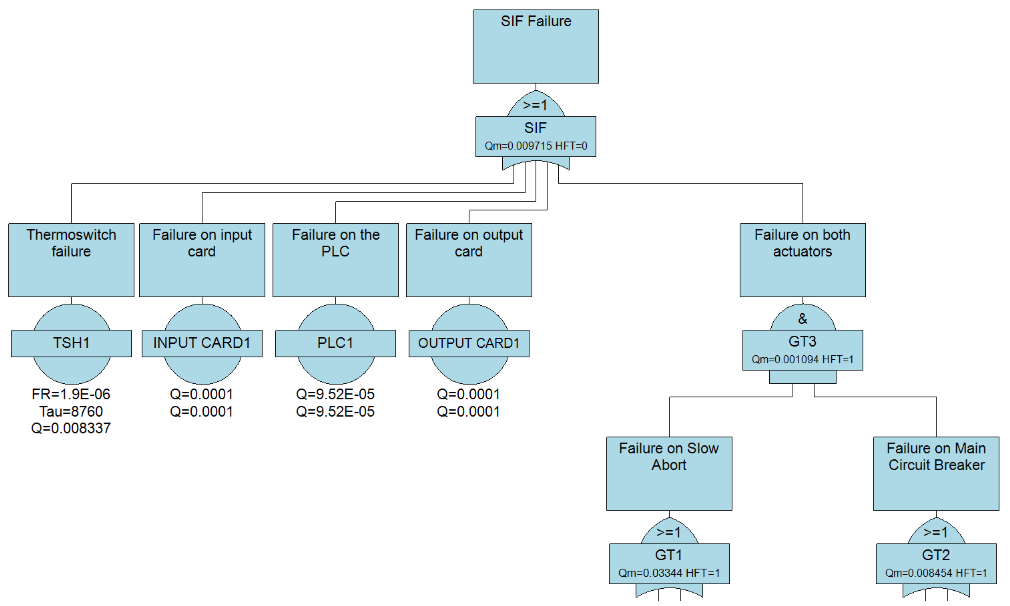 SIF Failure
>=1
SIF
Qm=0.009715 HFT=0
Thermoswitch
failure
Failure on input
card
Failure on the
PLC
Failure on output
card
Failure on both
actuators
TSH1
INPUT CARD1
PLC1
OUTPUT CARD1
&
GT3
Qm=0.001094 HFT=1
FR=1.9E-06
Tau=8760
Q=0.008337
Q=0.0001
Q=0.0001
Q=9.52E-05
Q=9.52E-05
Q=0.0001
Q=0.0001
Failure on Slow
Abort
Failure on Main
Circuit Breaker
>=1
GT1
Qm=0.03344 HFT=1
>=1
GT2
Qm=0.008454 HFT=1